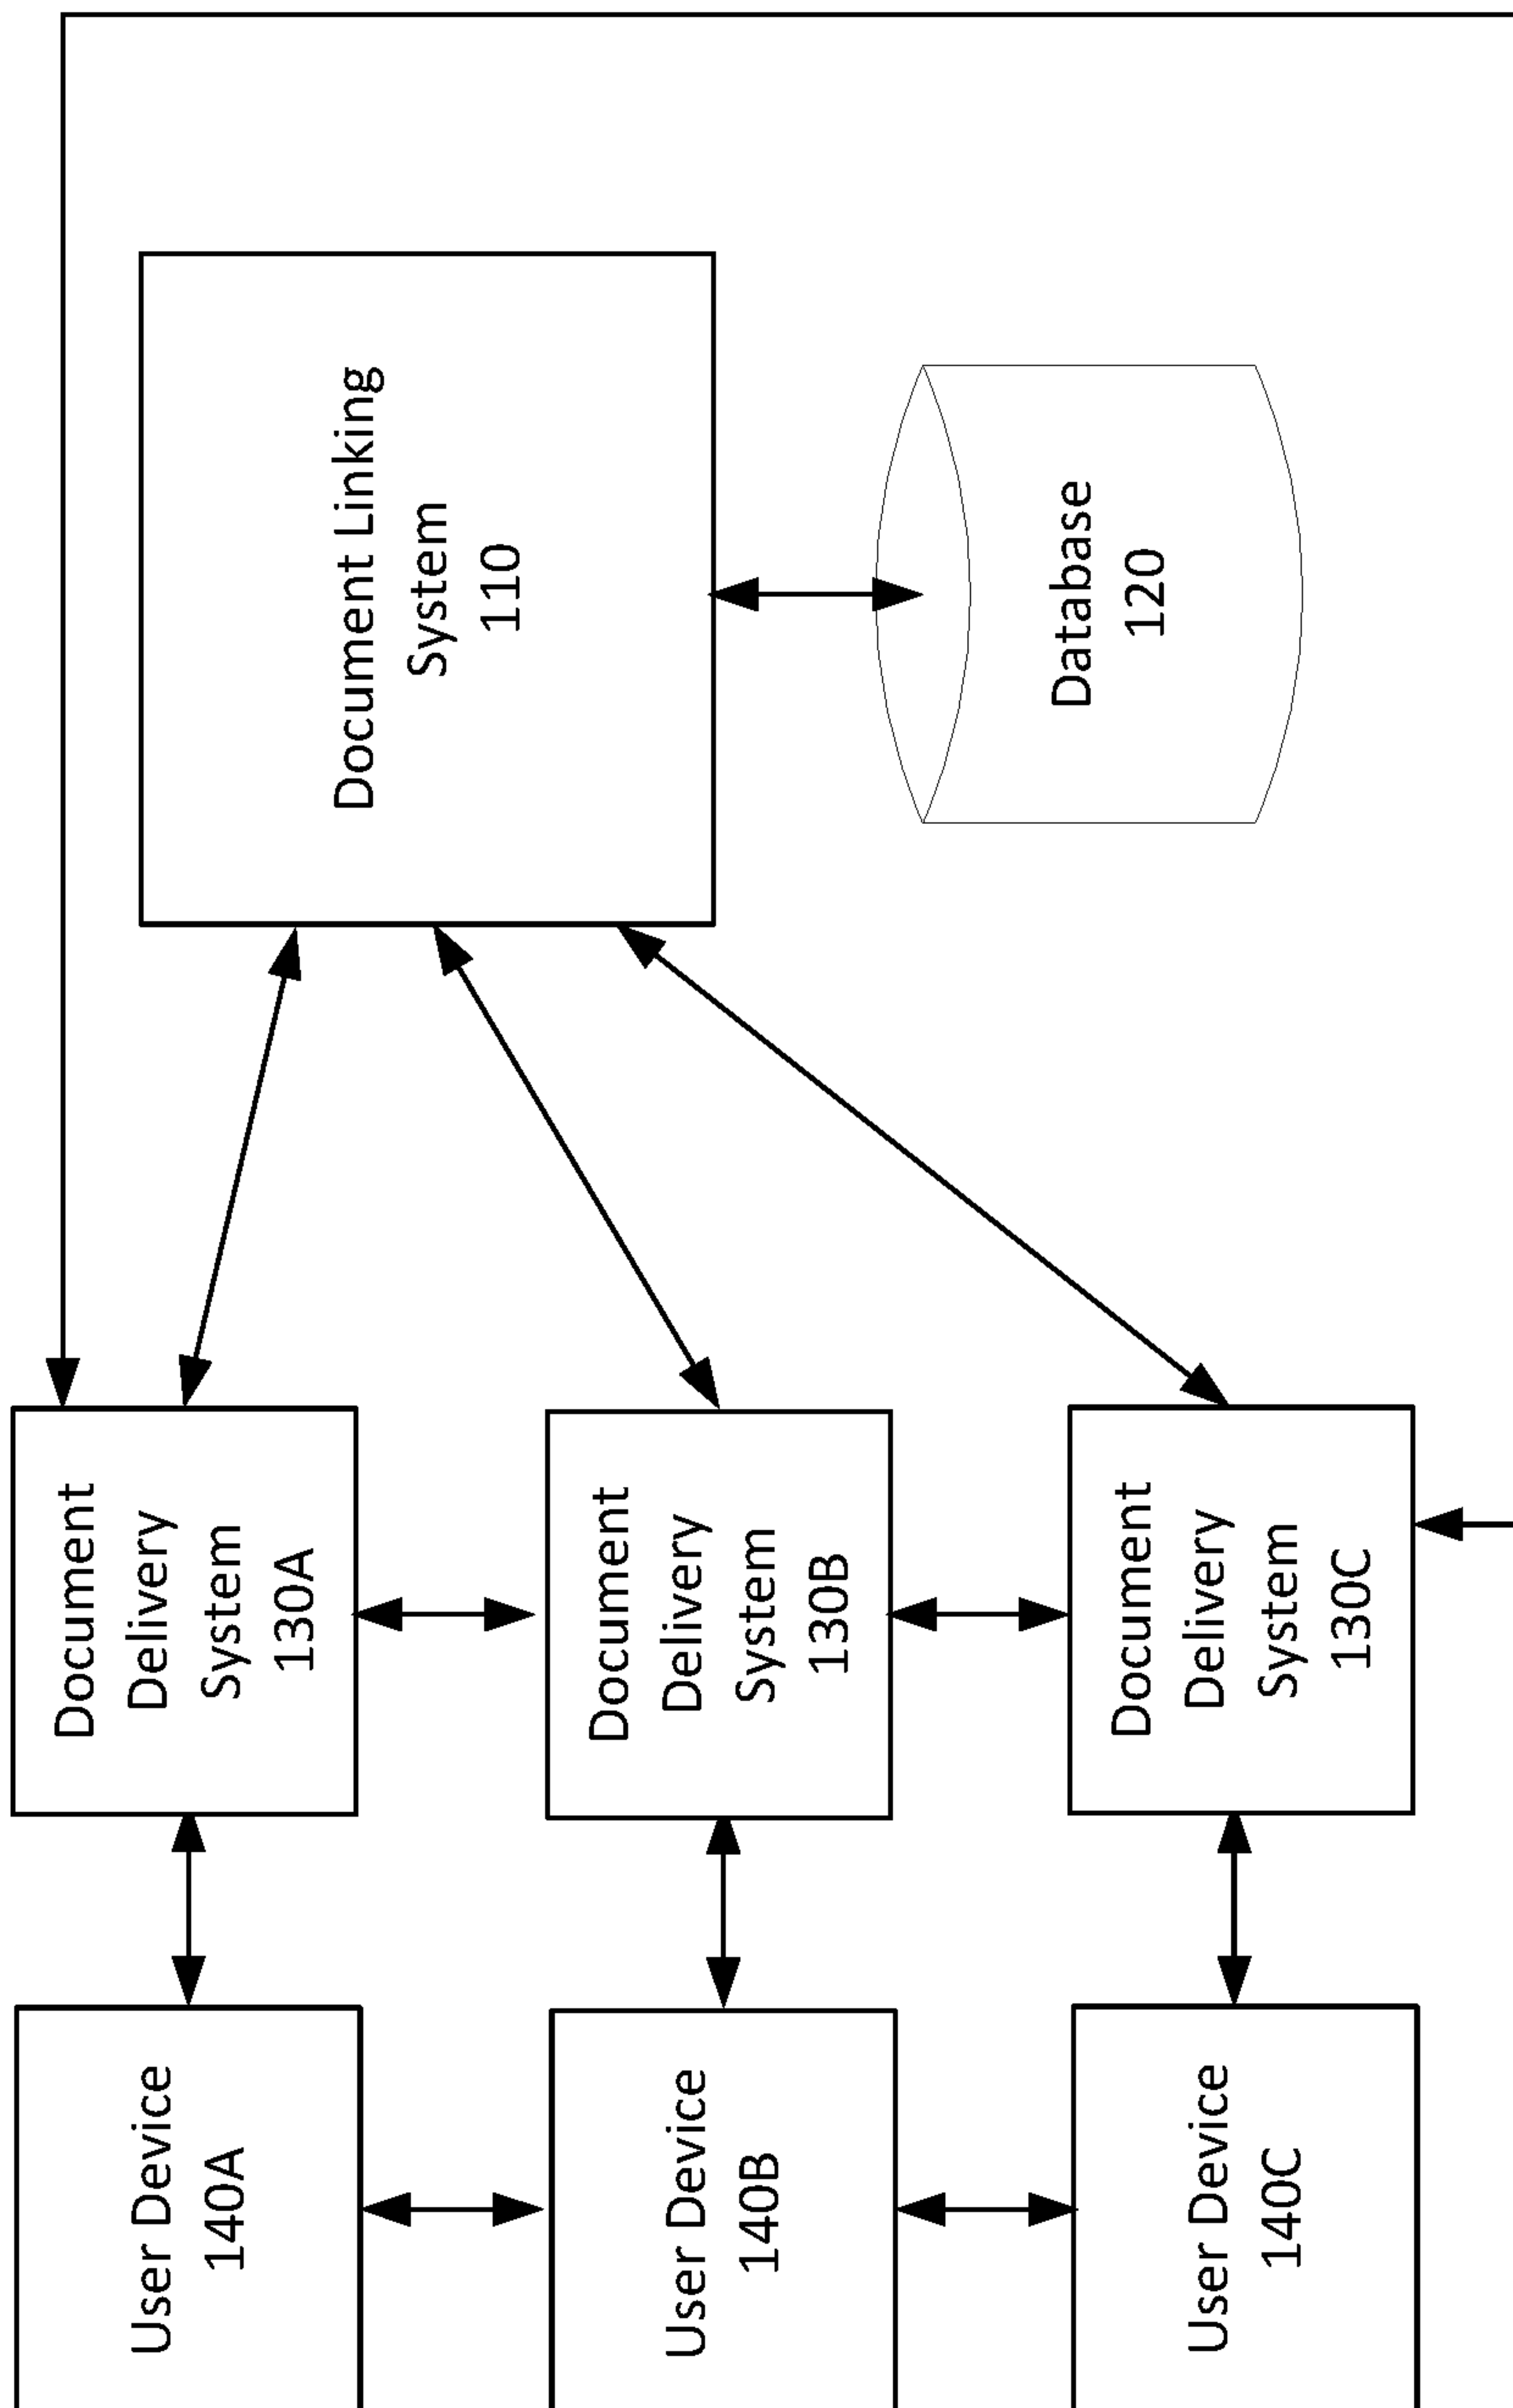 User Device
140A
Document
Delivery
System
130A
Document Linking
System
110
User Device
140B
Document
Delivery
System
130B
Database
120
User Device
140C
Document
Delivery
System
130C